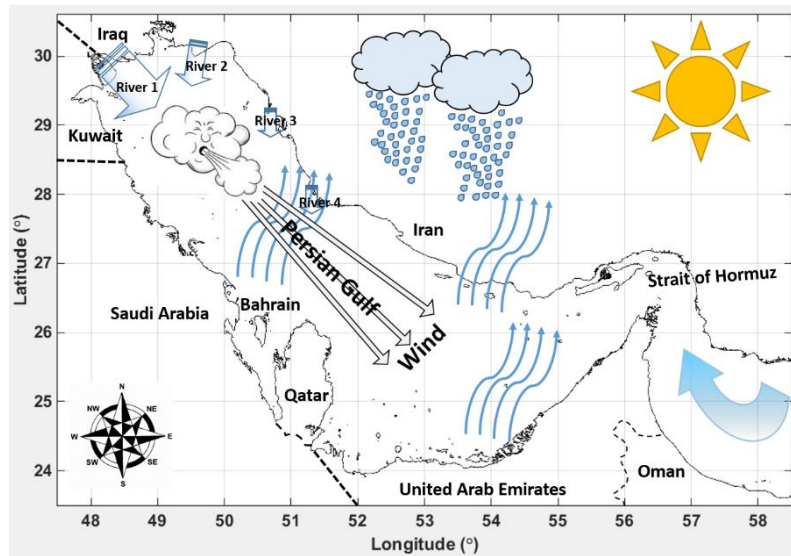 Iraq
River 1
River 2
River 3
River 4
Kuwait
Iran
Persian Gulf
Wind
Strait of Hormuz
Saudi Arabia
Bahrain
Qatar
United Arab Emirates
Oman
N
NW
NE
W
E
SW
SE
S
30
29
28
27
26
25
24
Latitude (°)
48 49 50 51 52 53 54 55 56 57 58
Longitude (°)